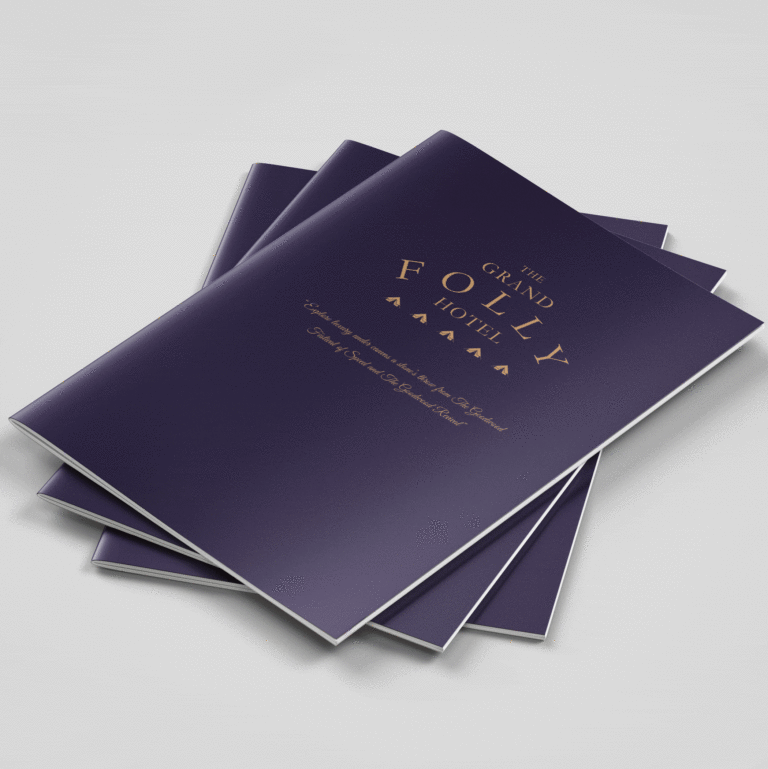 THE
GRAND
FOLLY
HOTEL
"Explore luxury under canvas a stone's throw from The Goodwood
Festival of Speed and The Goodwood Revival"